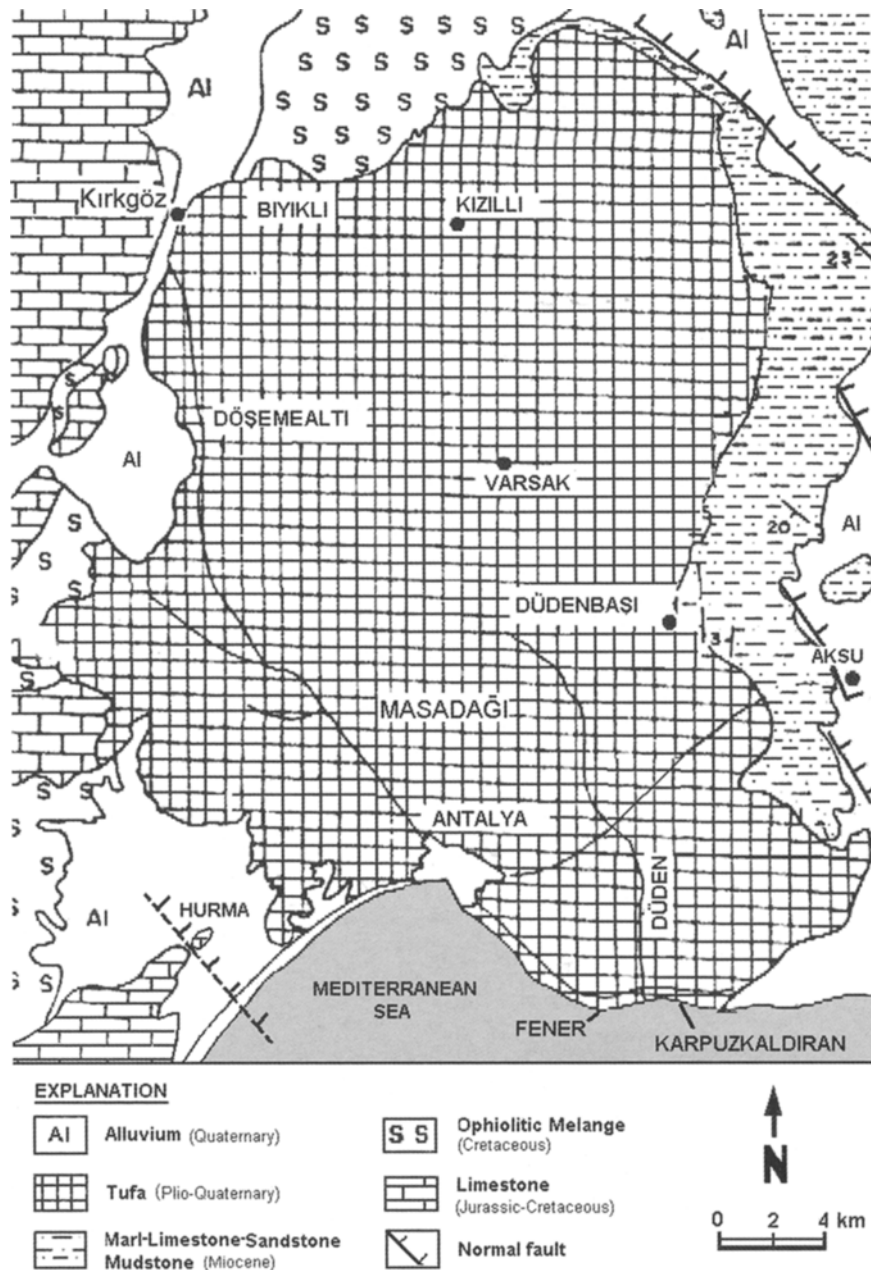 Al
Al
S S S S
S S S S
S S S
S S S S
S S S
S S
Kırkgöz
BIYIKLI
KIZILLI
23
S
S
DÖŞEMEALTI
Al
VARSAK
S
S
S
S
S
20
Al
DÜDENBAŞI
3
AKSU
S
MASADAĞI
S S S
S
S
S
S
S
ANTALYA
DÜDEN
Al
HURMA
MEDITERRANEAN
SEA
FENER
KARPUZKALDIRAN
EXPLANATION
Al Alluvium (Quaternary)
Tufa (Plio-Quaternary)
Marl-Limestone-Sandstone
Mudstone (Miocene)
S S Ophiolitic Melange
(Cretaceous)
Limestone
(Jurassic-Cretaceous)
Normal fault
N
0 2 4 km